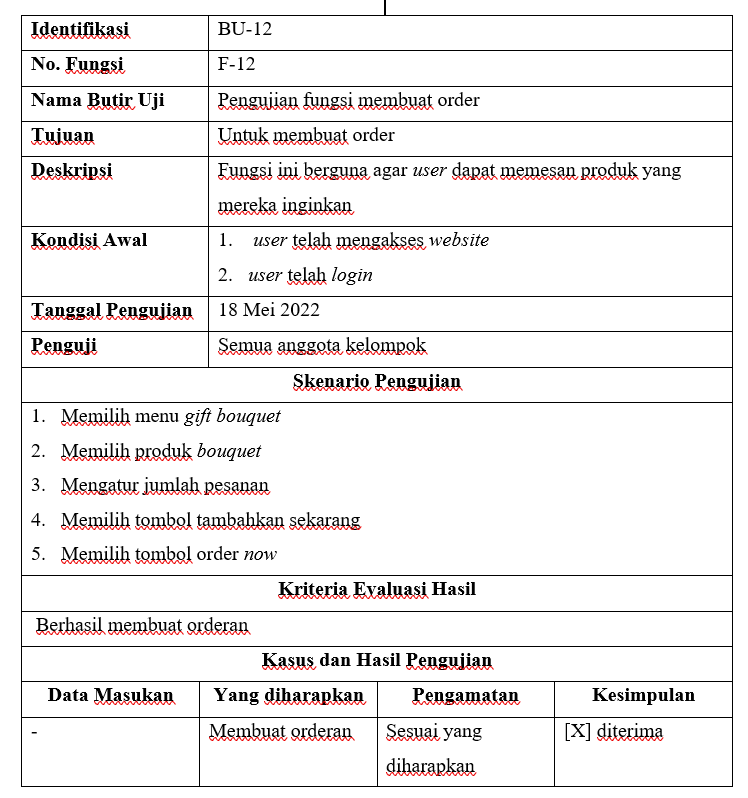 Identifikasi BU-12
No. Fungsi F-12
Nama Butir Uji Pengujian fungsi membuat order
Tujuan Untuk membuat order
Deskripsi Fungsi ini berguna agar user dapat memesan produk yang
mereka inginkan
Kondisi Awal 1. user telah mengakses website
2. user telah login
Tanggal Pengujian 18 Mei 2022
Penguji Semua anggota kelompok
Skenario Pengujian
1. Memilih menu gift bouquet
2. Memilih produk bouquet
3. Mengatur jumlah pesanan
4. Memilih tombol tambahkan sekarang
5. Memilih tombol order now
Kriteria Evaluasi Hasil
Berhasil membuat orderan
Kasus dan Hasil Pengujian
Data Masukan Yang diharapkan Pengamatan Kesimpulan
- Membuat orderan Sesuai yang [X] diterima
diharapkan